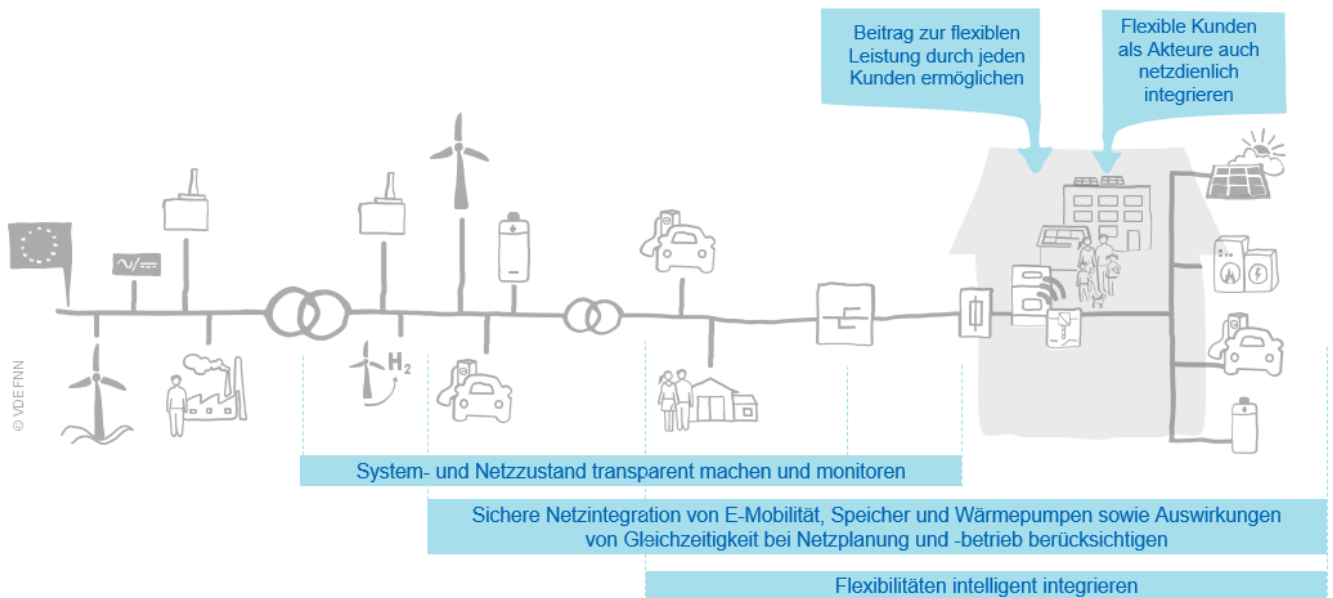 Beitrag zur flexiblen
Leistung durch jeden
Kunden ermöglichen
Flexible Kunden
als Akteure auch
netzdienlich
integrieren
H2
© VDE FNN
System- und Netzzustand transparent machen und monitoren
Sichere Netzintegration von E-Mobilität, Speicher und Wärmepumpen sowie Auswirkungen
von Gleichzeitigkeit bei Netzplanung und -betrieb berücksichtigen
Flexibilitäten intelligent integrieren